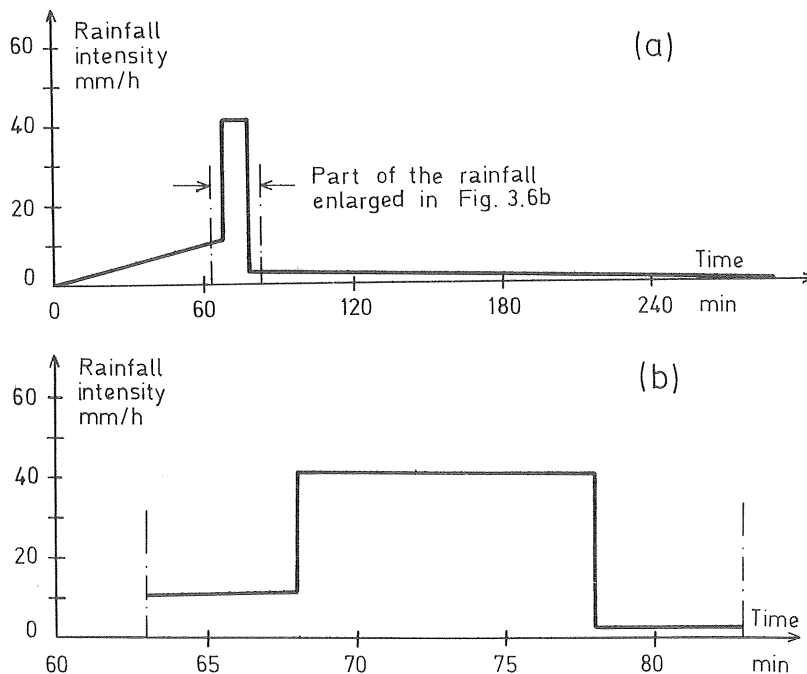 Rainfall
intensity
mm/h
(a)
60
40
20
0
Part of the rainfall
enlarged in Fig. 3.6b
Time
0
60
120
180
240
min
Rainfall
intensity
mm/h
(b)
60
40
20
0
Time
60
65
70
75
80
min